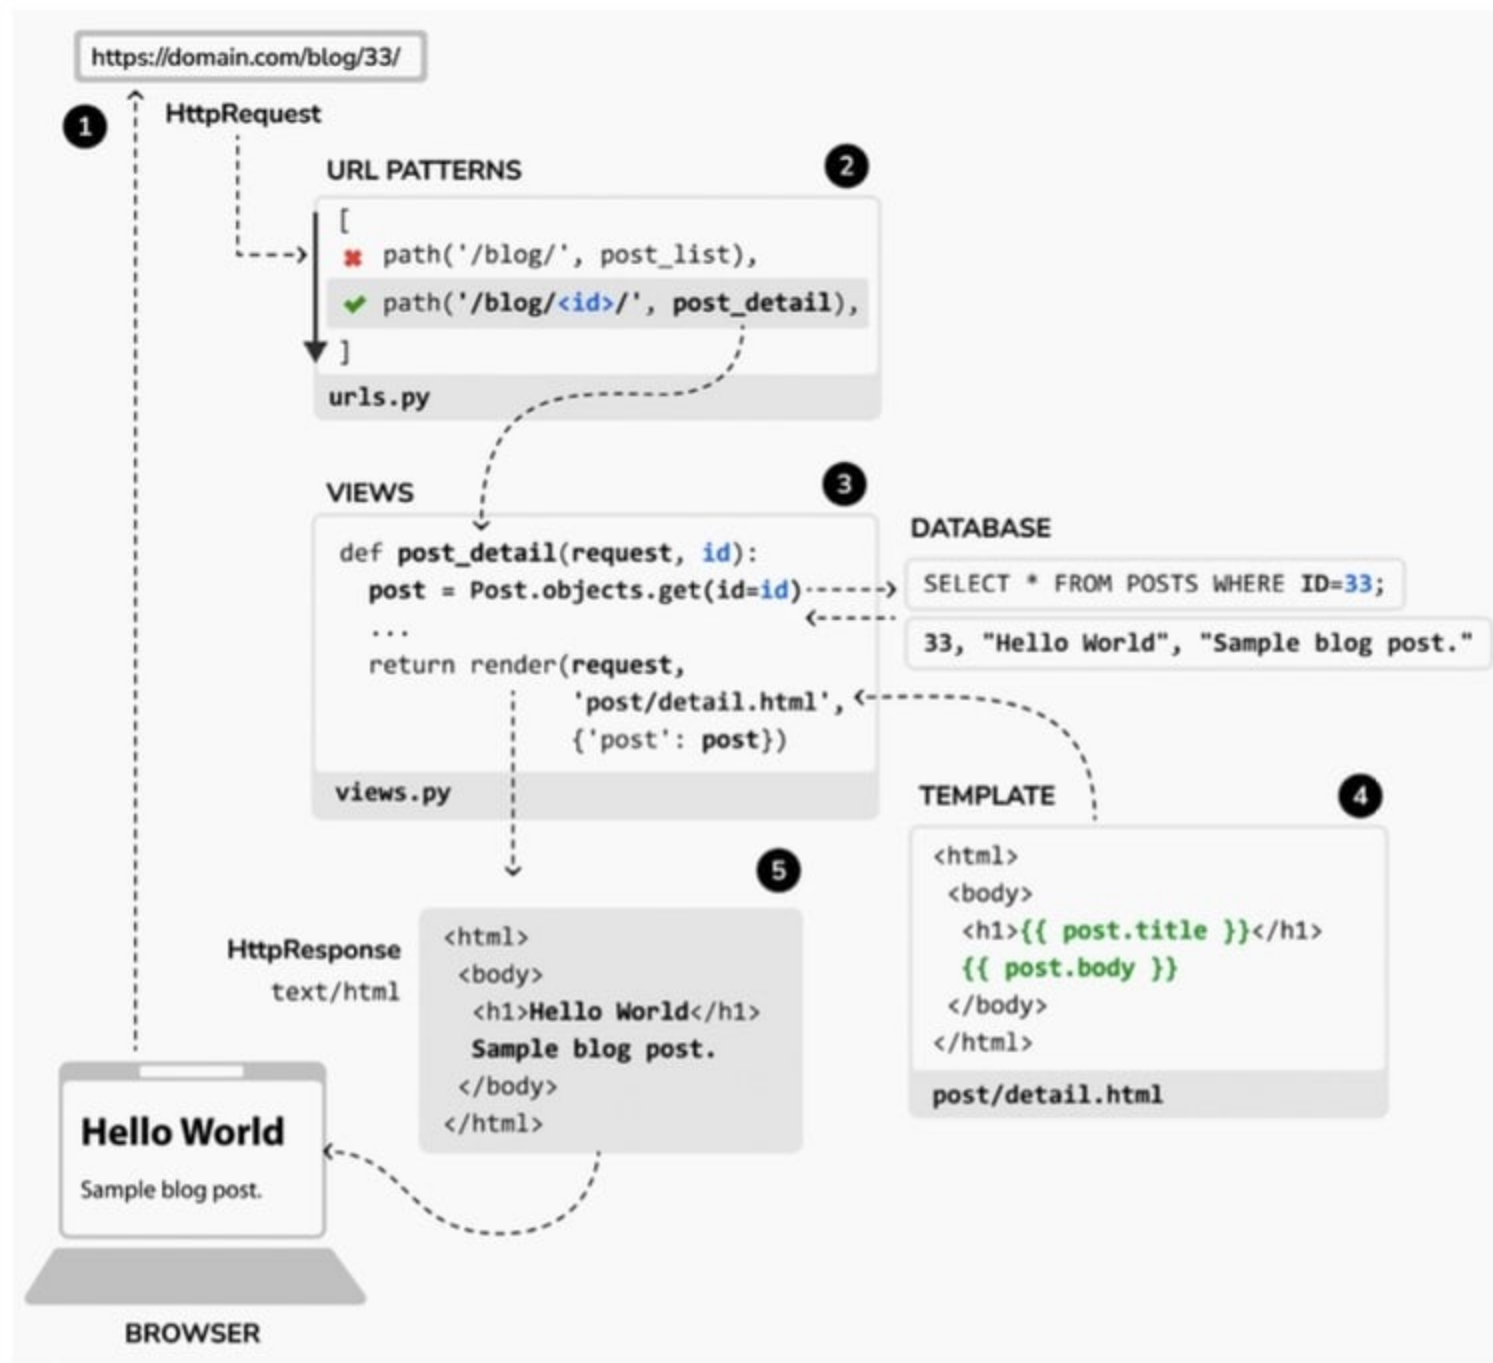 https://domain.com/blog/33/
1
HttpRequest
URL PATTERNS
2
[
path('/blog/', post_list),
path('/blog/<id>/', post_detail),
]
urls.py
VIEWS
3
def post_detail(request, id):
post = Post.objects.get(id=id)
...
return render(request,
'post/detail.html',
{'post': post})
views.py
DATABASE
SELECT * FROM POSTS WHERE ID=33;
33, "Hello World", "Sample blog post."
TEMPLATE
4
<html>
<body>
<h1>{{ post.title }}</h1>
{{ post.body }}
</body>
</html>
post/detail.html
5
HttpResponse
text/html
<html>
<body>
<h1>Hello World</h1>
Sample blog post.
</body>
</html>
Hello World
Sample blog post.
BROWSER